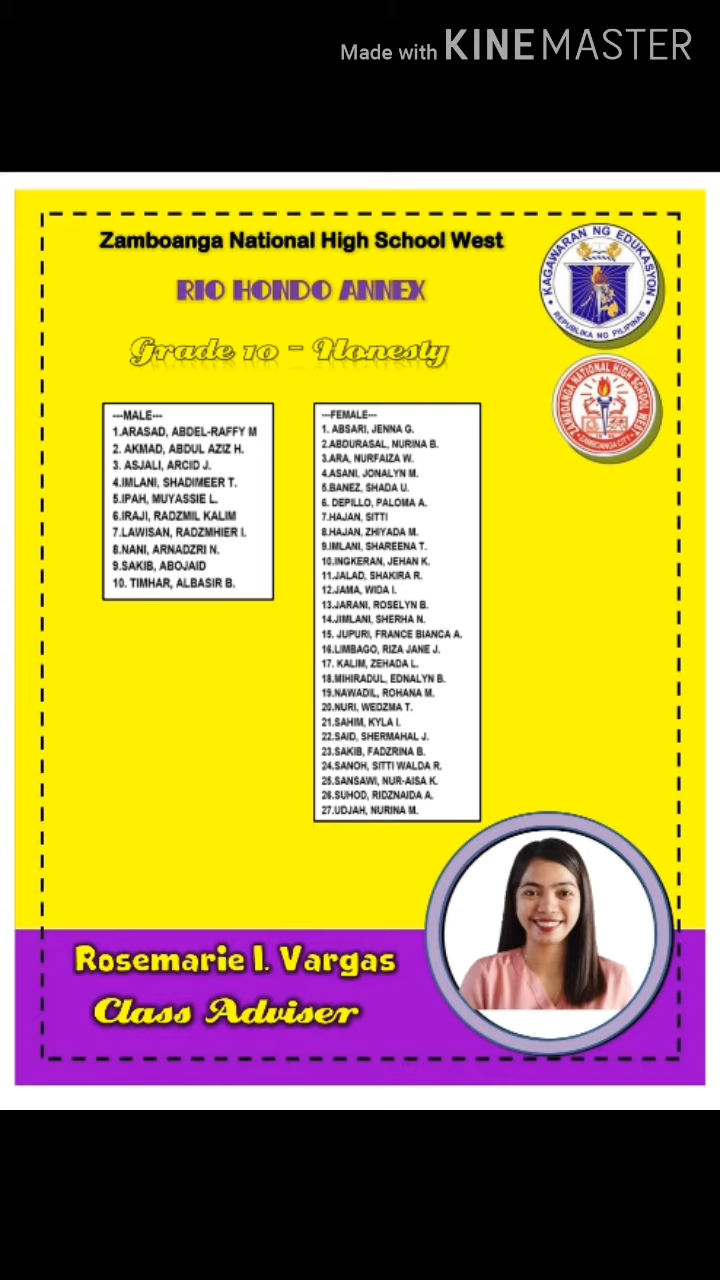 Made with KINEMASTER
Zamboanga National High School West
RIO HONDO ANNEX
Grade 10 - Honesty
KAGAWARAN NG EDUKASYON
REPUBLIKA NG PILIPINAS
ZAMBOANGA NATIONAL HIGH SCHOOL WEST
ZAMBOANGA CITY
---MALE---
1.ARASAD, ABDEL-RAFFY M
2. AKMAD, ABDUL AZIZ H.
3. ASJALI, ARCID J.
4.IMLANI, SHADIMEER T.
5.IPAH, MUYASSIE L.
6.IRAJI, RADZMIL KALIM
7.LAWISAN, RADZMHIER I.
8.NANI, ARNADZRI N.
9.SAKIB, ABOJAID
10. TIMHAR, ALBASIR B.
---FEMALE---
1. ABSARI, JENNA G.
2.ABDURASAL, NURINA B.
3.ARA, NURFAIZA W.
4.ASANI, JONALYN M.
5.BANEZ, SHADA U.
6. DEPILLO, PALOMA A.
7.HAJAN, SITTI
8.HAJAN, ZHIYADA M.
9.IMLANI, SHAREENA T.
10.INGKERAN, JEHAN K.
11.JALAD, SHAKIRA R.
12.JAMA, WIDA I.
13.JARANI, ROSELYN B.
14.JIMLANI, SHERHA N.
15. JUPURI, FRANCE BIANCA A.
16.LIMBAGO, RIZA JANE J.
17. KALIM, ZEHADA L.
18.MIHIRADUL, EDNALYN B.
19.NAWADIL, ROHANA M.
20.NURI, WEDZMA T.
21.SAHIM, KYLA I.
22.SAID, SHERMAHAL J.
23.SAKIB, FADZRINA B.
24.SANOH, SITTI WALDA R.
25.SANSAWI, NUR-AISA K.
26.SUHOD, RIDZNAIDA A.
27.UDJAH, NURINA M.
Rosemarie I. Vargas
Class Adviser